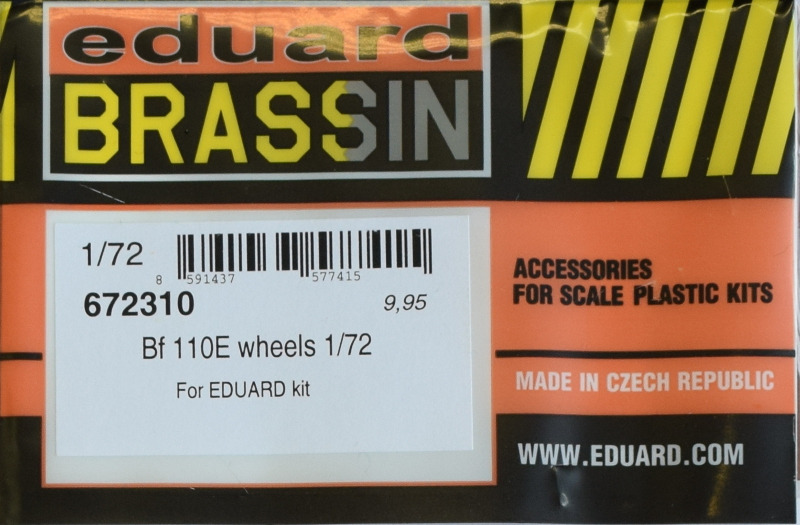 eduard
BRASSIN
1/72
8 591437 577415
672310
9,95
Bf 110E wheels 1/72
For EDUARD kit
ACCESSORIES
FOR SCALE PLASTIC KITS
MADE IN CZECH REPUBLIC
WWW.EDUARD.COM